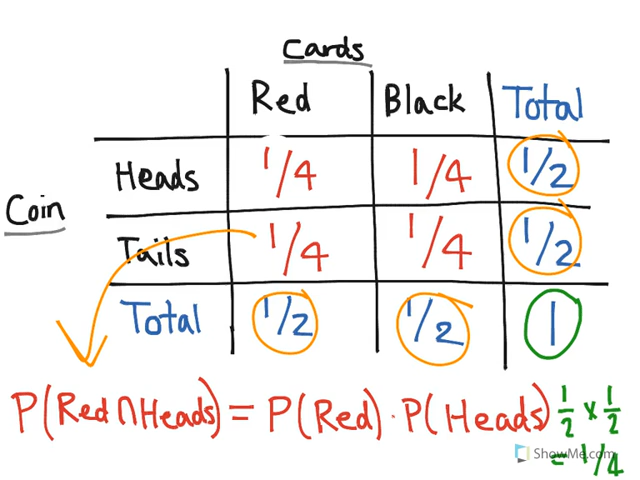 Cards
Red Black Total
Heads 1/4 1/4 1/2
Coin
Tails 1/4 1/4 1/2
Total 1/2 1/2 1
P(Red ∩ Heads) = P(Red) · P(Heads) 1/2 × 1/2
= 1/4
ShowMe.com